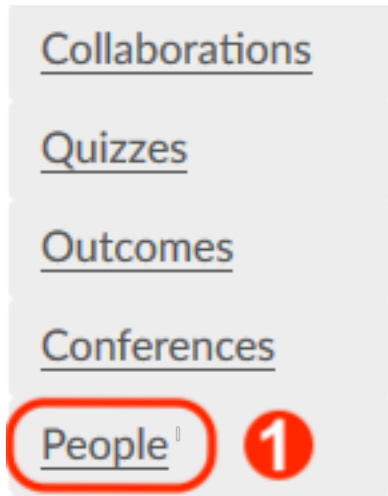 Collaborations
Quizzes
Outcomes
Conferences
People 1